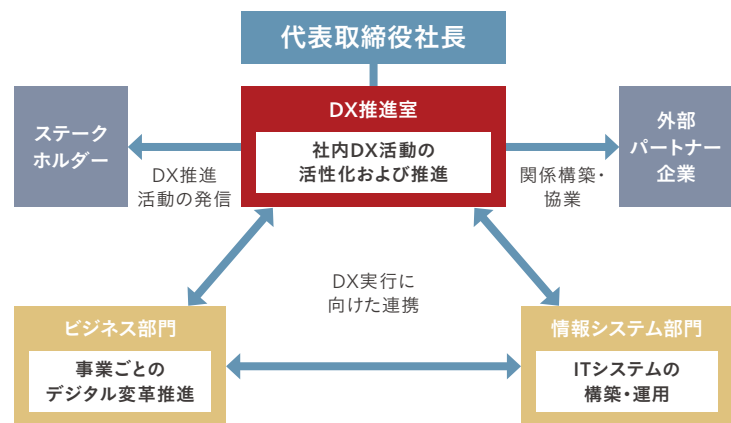 代表取締役社長
DX推進室
社内DX活動の
活性化および推進
ステーク
ホルダー
外部
パートナー
企業
DX推進
活動の発信
関係構築・
協業
DX実行に
向けた連携
ビジネス部門
事業ごとの
デジタル変革推進
情報システム部門
ITシステムの
構築・運用